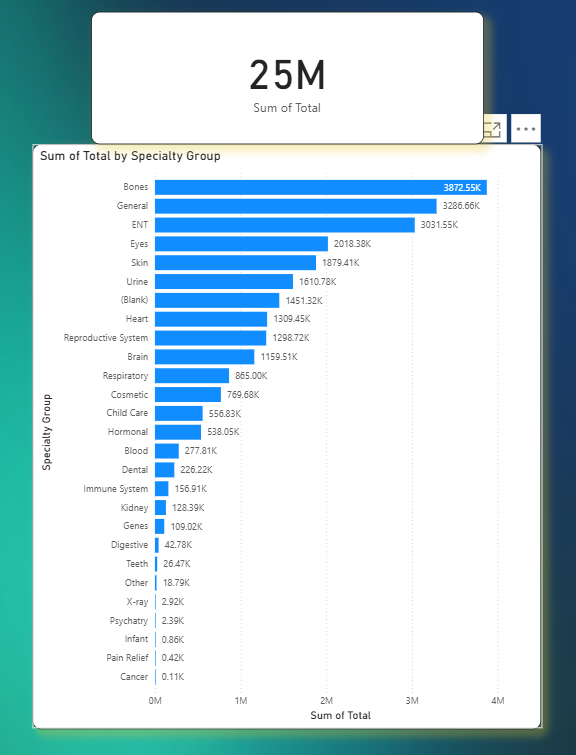 25M
Sum of Total
Sum of Total by Specialty Group
Bones 3872.55K
General 3286.66K
ENT 3031.55K
Eyes 2018.38K
Skin 1879.41K
Urine 1610.78K
(Blank) 1451.32K
Heart 1309.45K
Reproductive System 1298.72K
Brain 1159.51K
Respiratory 865.00K
Cosmetic 769.68K
Child Care 556.83K
Hormonal 538.05K
Blood 277.81K
Dental 226.22K
Immune System 156.91K
Kidney 128.39K
Genes 109.02K
Digestive 42.78K
Teeth 26.47K
Other 18.79K
X-ray 2.92K
Psychatry 2.39K
Infant 0.86K
Pain Relief 0.42K
Cancer 0.11K
Specialty Group
0M 1M 2M 3M 4M
Sum of Total